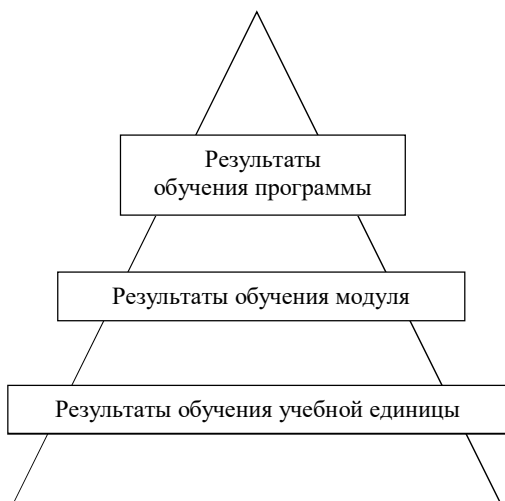 Результаты
обучения программы
Результаты обучения модуля
Результаты обучения учебной единицы